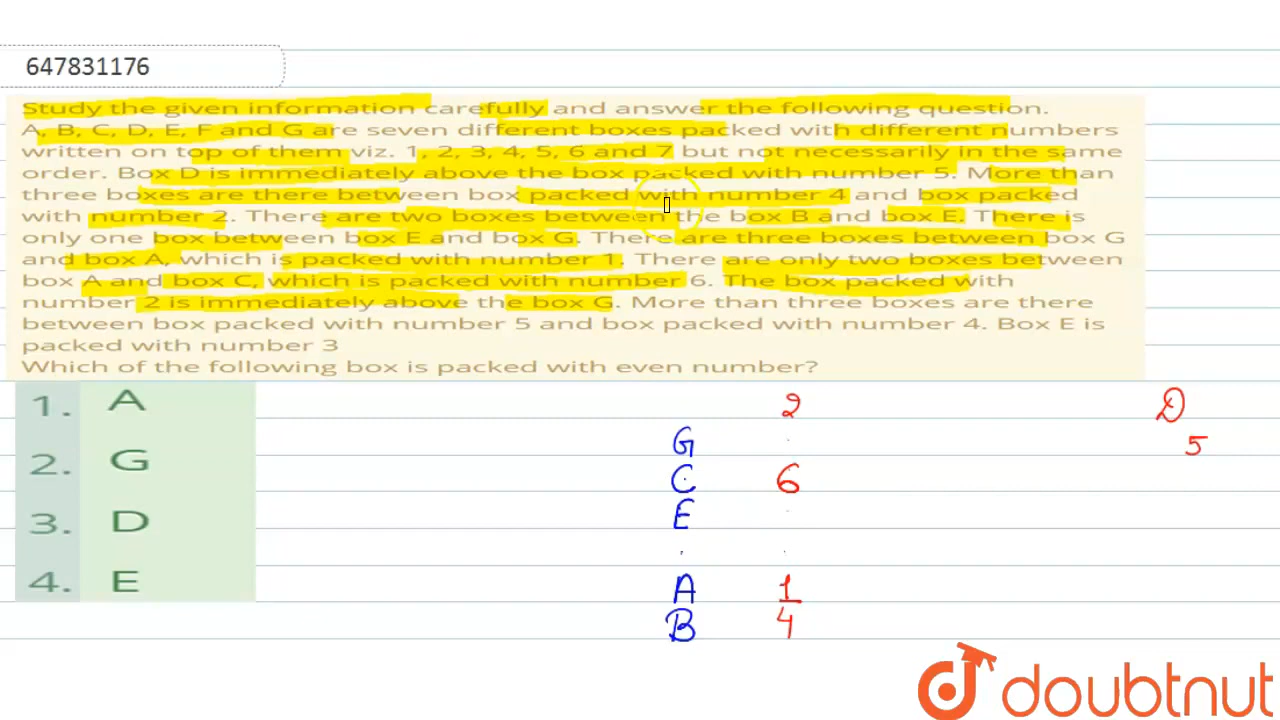 647831176
Study the given information carefully and answer the following question.
A, B, C, D, E, F and G are seven different boxes packed with different numbers
written on top of them viz. 1, 2, 3, 4, 5, 6 and 7 but not necessarily in the same
order. Box D is immediately above the box packed with number 5. More than
three boxes are there between box packed with number 4 and box packed
with number 2. There are two boxes between the box B and box E. There is
only one box between box E and box G. There are three boxes between box G
and box A, which is packed with number 1. There are only two boxes between
box A and box C, which is packed with number 6. The box packed with
number 2 is immediately above the box G. More than three boxes are there
between box packed with number 5 and box packed with number 4. Box E is
packed with number 3
Which of the following box is packed with even number?
1. A
2. G
3. D
4. E
2
G
C 6
E
A 1
B 4
D
5
doubtnut